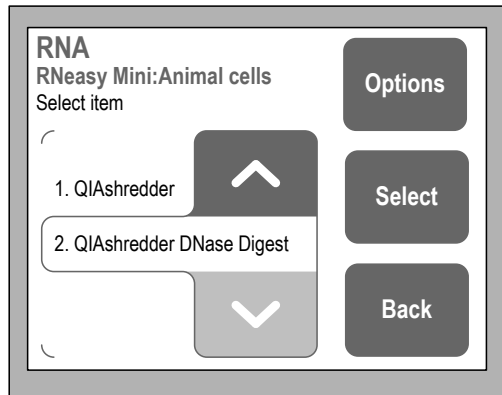 RNA
RNeasy Mini:Animal cells
Select item
1. QIAshredder
2. QIAshredder DNase Digest
Options
Select
Back